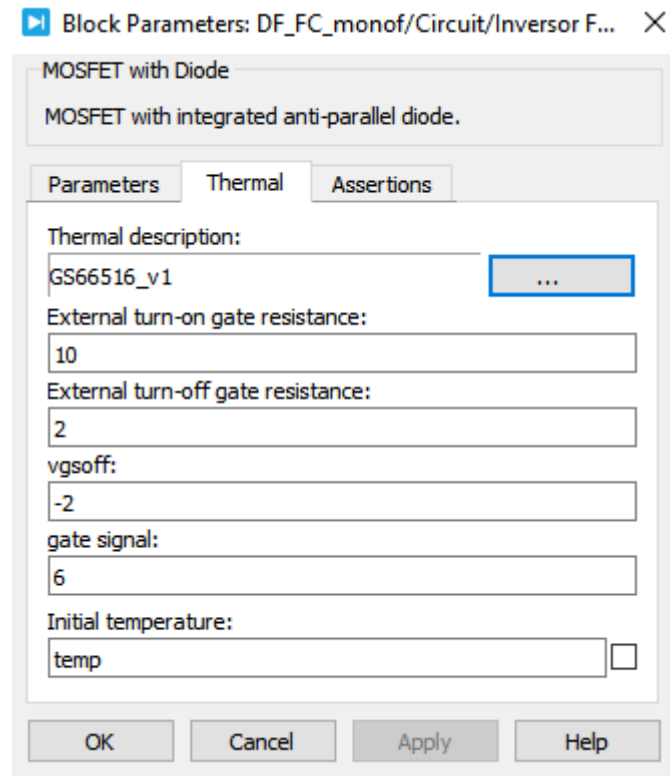 Block Parameters: DF_FC_monof/Circuit/Inversor F...
MOSFET with Diode
MOSFET with integrated anti-parallel diode.
Parameters Thermal Assertions
Thermal description:
GS66516_v1 ...
External turn-on gate resistance:
10
External turn-off gate resistance:
2
vgsoff:
-2
gate signal:
6
Initial temperature:
temp
OK Cancel Apply Help